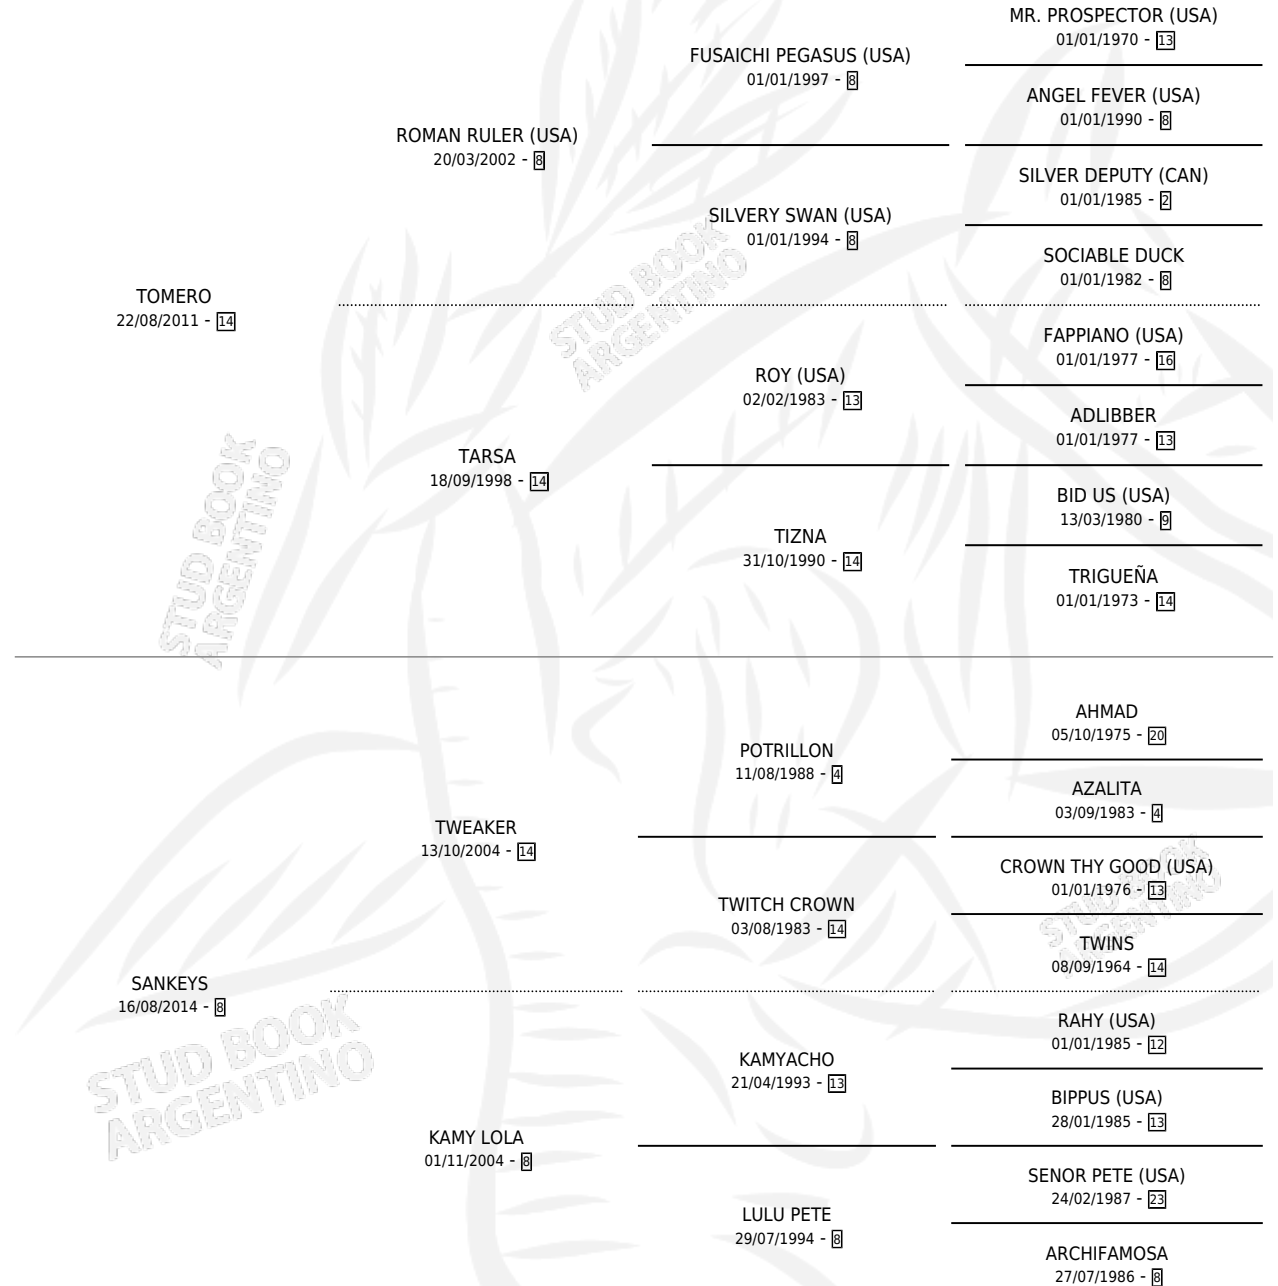 MR. PROSPECTOR (USA)
01/01/1970 - 13
FUSAICHI PEGASUS (USA)
01/01/1997 - 8
ANGEL FEVER (USA)
01/01/1990 - 8
ROMAN RULER (USA)
20/03/2002 - 8
SILVER DEPUTY (CAN)
01/01/1985 - 2
SILVERY SWAN (USA)
01/01/1994 - 8
SOCIABLE DUCK
01/01/1982 - 8
TOMERO
22/08/2011 - 14
FAPPIANO (USA)
01/01/1977 - 16
ROY (USA)
02/02/1983 - 13
ADLIBBER
01/01/1977 - 13
TARSA
18/09/1998 - 14
BID US (USA)
13/03/1980 - 9
TIZNA
31/10/1990 - 14
TRIGUEÑA
01/01/1973 - 14
AHMAD
05/10/1975 - 20
POTRILLON
11/08/1988 - 4
AZALITA
03/09/1983 - 4
TWEAKER
13/10/2004 - 14
CROWN THY GOOD (USA)
01/01/1976 - 13
TWITCH CROWN
03/08/1983 - 14
TWINS
08/09/1964 - 14
SANKEYS
16/08/2014 - 8
RAHY (USA)
01/01/1985 - 12
KAMYACHO
21/04/1993 - 13
BIPPUS (USA)
28/01/1985 - 13
KAMY LOLA
01/11/2004 - 8
SENOR PETE (USA)
24/02/1987 - 23
LULU PETE
29/07/1994 - 8
ARCHIFAMOSA
27/07/1986 - 8
STUD BOOK
ARGENTINO
STUD BOOK
ARGENTINO
STUD BOOK
ARGENTINO
STUD BOOK
ARGENTINO